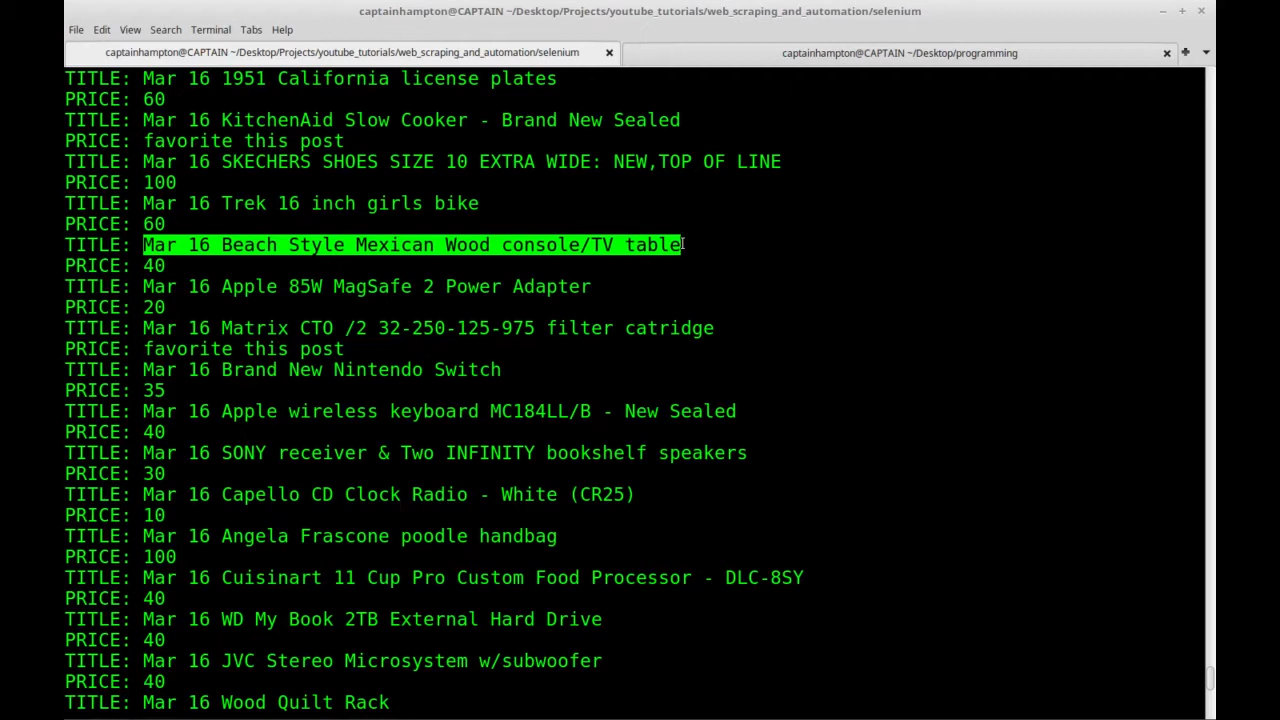 captainhampton@CAPTAIN ~/Desktop/Projects/youtube_tutorials/web_scraping_and_automation/selenium
File Edit View Search Terminal Tabs Help
captainhampton@CAPTAIN ~/Desktop/Projects/youtube_tutorials/web_scraping_and_automation/selenium captainhampton@CAPTAIN ~/Desktop/programming
TITLE: Mar 16 1951 California license plates
PRICE: 60
TITLE: Mar 16 KitchenAid Slow Cooker - Brand New Sealed
PRICE: favorite this post
TITLE: Mar 16 SKECHERS SHOES SIZE 10 EXTRA WIDE: NEW,TOP OF LINE
PRICE: 100
TITLE: Mar 16 Trek 16 inch girls bike
PRICE: 60
TITLE: Mar 16 Beach Style Mexican Wood console/TV table
PRICE: 40
TITLE: Mar 16 Apple 85W MagSafe 2 Power Adapter
PRICE: 20
TITLE: Mar 16 Matrix CTO /2 32-250-125-975 filter catridge
PRICE: favorite this post
TITLE: Mar 16 Brand New Nintendo Switch
PRICE: 35
TITLE: Mar 16 Apple wireless keyboard MC184LL/B - New Sealed
PRICE: 40
TITLE: Mar 16 SONY receiver & Two INFINITY bookshelf speakers
PRICE: 30
TITLE: Mar 16 Capello CD Clock Radio - White (CR25)
PRICE: 10
TITLE: Mar 16 Angela Frascone poodle handbag
PRICE: 100
TITLE: Mar 16 Cuisinart 11 Cup Pro Custom Food Processor - DLC-8SY
PRICE: 40
TITLE: Mar 16 WD My Book 2TB External Hard Drive
PRICE: 40
TITLE: Mar 16 JVC Stereo Microsystem w/subwoofer
PRICE: 40
TITLE: Mar 16 Wood Quilt Rack